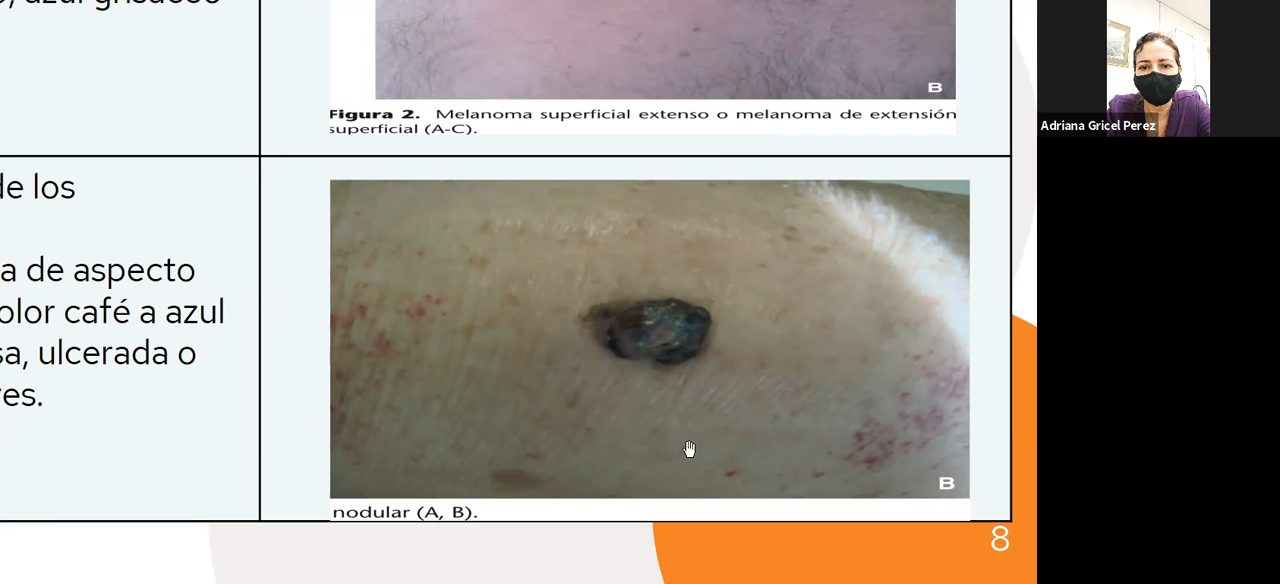 B
Figura 2. Melanoma superficial extenso o melanoma de extensión
superficial (A-C).
Adriana Gricel Perez
de los
a de aspecto
olor café a azul
sa, ulcerada o
res.
B
nodular (A, B).
8